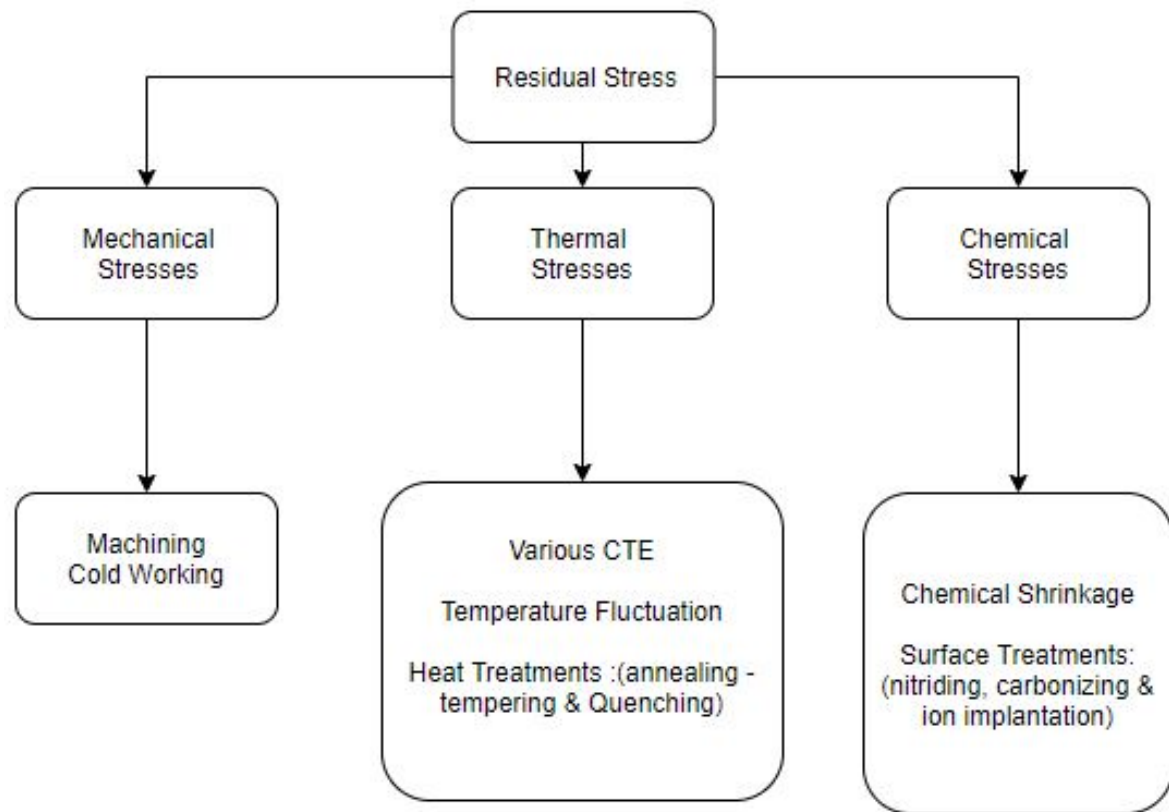 Residual Stress
Mechanical
Stresses
Thermal
Stresses
Chemical
Stresses
Machining
Cold Working
Various CTE
Temperature Fluctuation
Heat Treatments :(annealing -
tempering & Quenching)
Chemical Shrinkage
Surface Treatments:
(nitriding, carbonizing &
ion implantation)